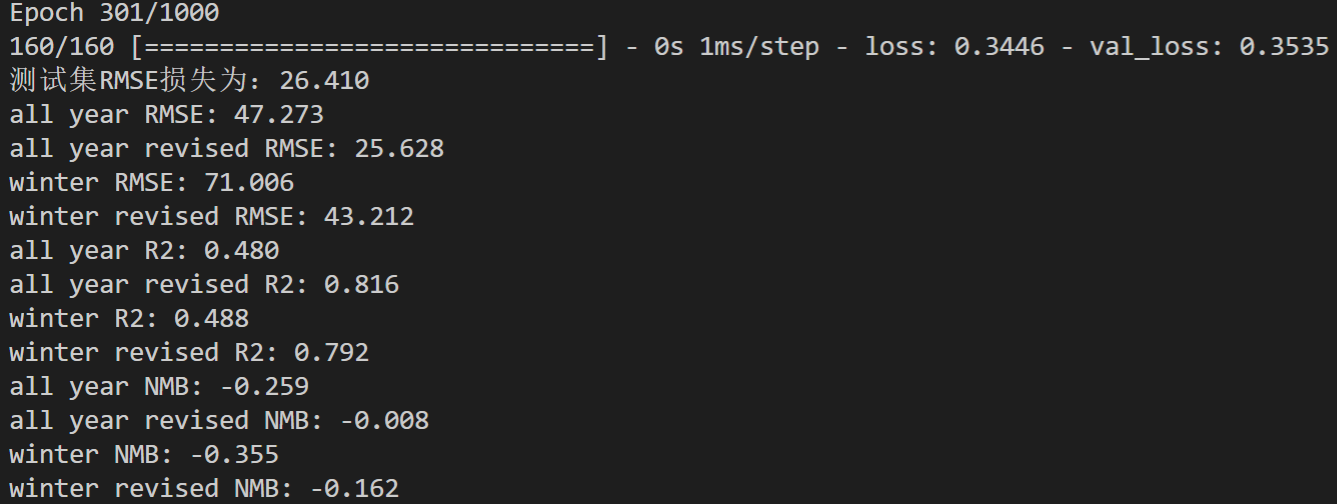 Epoch 301/1000
160/160 [==============================] - 0s 1ms/step - loss: 0.3446 - val_loss: 0.3535
测试集RMSE损失为：26.410
all year RMSE: 47.273
all year revised RMSE: 25.628
winter RMSE: 71.006
winter revised RMSE: 43.212
all year R2: 0.480
all year revised R2: 0.816
winter R2: 0.488
winter revised R2: 0.792
all year NMB: -0.259
all year revised NMB: -0.008
winter NMB: -0.355
winter revised NMB: -0.162